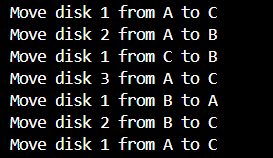 Move disk 1 from A to C
Move disk 2 from A to B
Move disk 1 from C to B
Move disk 3 from A to C
Move disk 1 from B to A
Move disk 2 from B to C
Move disk 1 from A to C